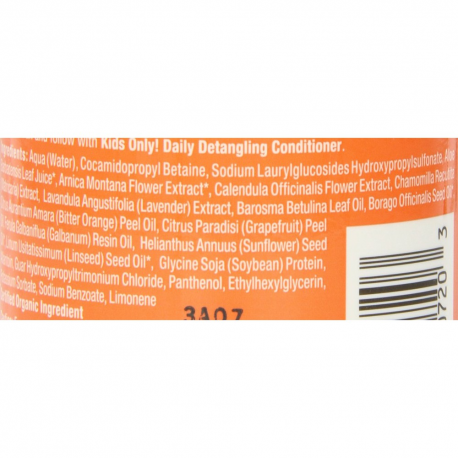 and follow with Kids Only! Daily Detangling Conditioner.
Ingredients: Aqua (Water), Cocamidopropyl Betaine, Sodium Laurylglucosides Hydroxypropylsulfonate,
Leaf Juice*, Arnica Montana Flower Extract*, Calendula Officinalis Flower Extract, Chamomilla
Extract, Lavandula Angustifolia (Lavender) Extract, Barosma Betulina Leaf Oil, Borago Officinalis Seed Oil*
Aurantium Amara (Bitter Orange) Peel Oil, Citrus Paradisi (Grapefruit) Peel
Galbaniflua (Galbanum) Resin Oil, Helianthus Annuus (Sunflower) Seed
Linum Usitatissimum (Linseed) Seed Oil*, Glycine Soja (Soybean) Protein,
Guar Hydroxypropyltrimonium Chloride, Panthenol, Ethylhexylglycerin,
Sorbate, Sodium Benzoate, Limonene
Organic Ingredient
3A07
720 3